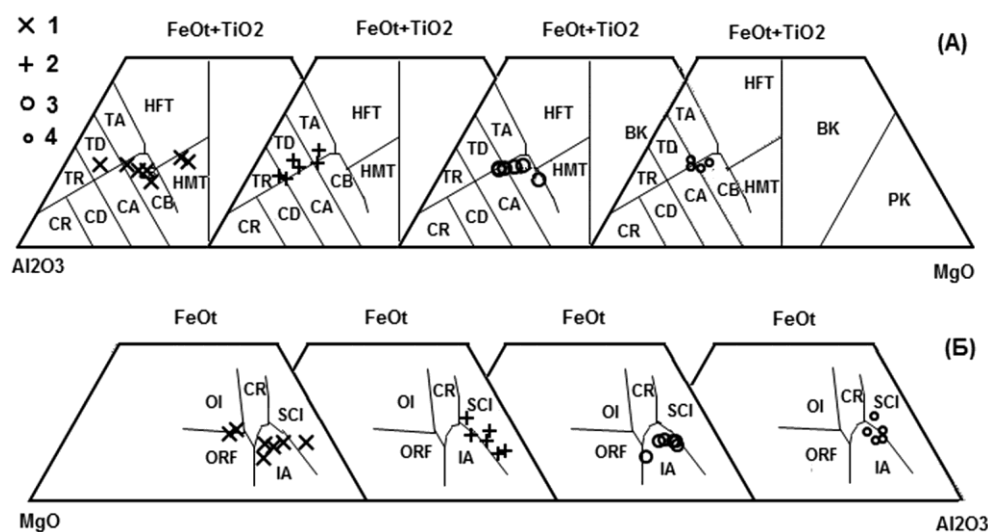 × 1
+ 2
○ 3
o 4
FeOt+TiO2 FeOt+TiO2 FeOt+TiO2 FeOt+TiO2
(А)
HFT TA TD TR CR CD CA CB HMT
HFT TA TD TR CR CD CA CB HMT
HFT BK TA TD TR CR CD CA CB HMT
HFT BK TA TD TR CR CD CA CB HMT BK PK
Al2O3 MgO
FeOt FeOt FeOt FeOt
(Б)
OI CR SCI ORF IA
OI CR SCI ORF IA
OI CR SCI ORF IA
OI CR SCI ORF IA
MgO Al2O3